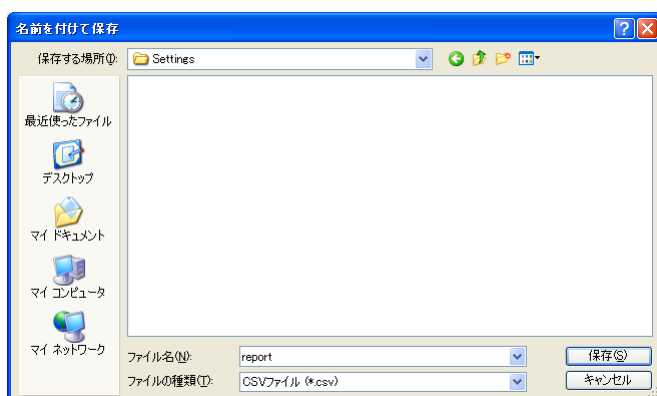 名前を付けて保存
保存する場所(I):
Settings
最近使ったファイル
デスクトップ
マイ ドキュメント
マイ コンピュータ
マイ ネットワーク
ファイル名(N):
report
保存(S)
ファイルの種類(T):
CSVファイル (*.csv)
キャンセル